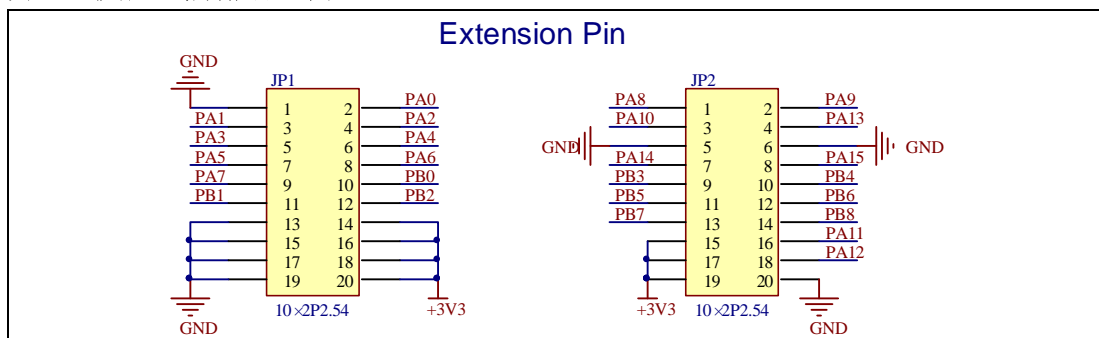 Extension Pin
GND
JP1
JP2
1 2 PA0
PA1 3 4 PA2
PA3 5 6 PA4
PA5 7 8 PA6
PA7 9 10 PB0
PB1 11 12 PB2
13 14
15 16
17 18
19 20
GND
10×2P2.54
+3V3
PA8 1 2 PA9
PA10 3 4 PA13
GND 5 6 GND
PA14 7 8 PA15
PB3 9 10 PB4
PB5 11 12 PB6
PB7 13 14 PB8
15 16 PA11
17 18 PA12
19 20
+3V3
10×2P2.54
GND